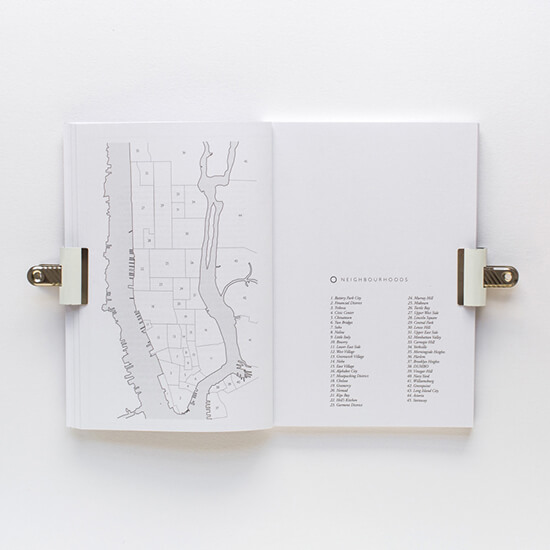 NEIGHBOURHOODS
1. Battery Park City
2. Financial District
3. Tribeca
4. Civic Center
5. Chinatown
6. Two Bridges
7. Soho
8. Nolita
9. Little Italy
10. Bowery
11. Lower East Side
12. West Village
13. Greenwich Village
14. Noho
15. East Village
16. Alphabet City
17. Meatpacking District
18. Chelsea
19. Gramercy
20. Nomad
21. Kips Bay
22. Hell's Kitchen
23. Garment District
24. Murray Hill
25. Midtown
26. Turtle Bay
27. Upper West Side
28. Lincoln Square
29. Central Park
30. Lenox Hill
31. Upper East Side
32. Manhattan Valley
33. Carnegie Hill
34. Yorkville
35. Morningside Heights
36. Harlem
37. Brooklyn Heights
38. DUMBO
39. Vinegar Hill
40. Navy Yard
41. Williamsburg
42. Greenpoint
43. Long Island City
44. Astoria
45. Steinway